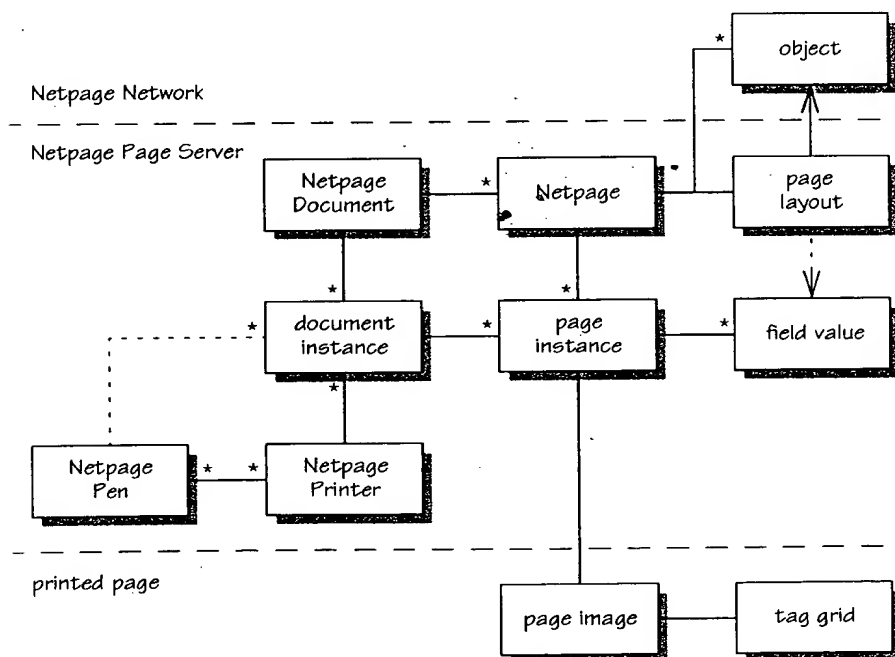 object
*
Netpage Network
Netpage Page Server
Netpage
Document
*
Netpage
page
layout
*
*
*
document
instance
*
page
instance
*
field value
*
Netpage
Pen
*
*
Netpage
Printer
printed page
page image
tag grid